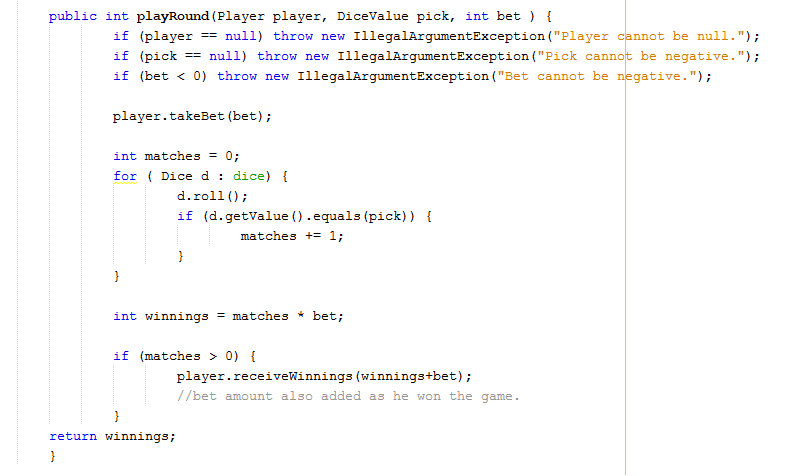 public int playRound(Player player, DiceValue pick, int bet ) {
if (player == null) throw new IllegalArgumentException("Player cannot be null.");
if (pick == null) throw new IllegalArgumentException("Pick cannot be negative.");
if (bet < 0) throw new IllegalArgumentException("Bet cannot be negative.");
player.takeBet(bet);
int matches = 0;
for ( Dice d : dice) {
d.roll();
if (d.getValue().equals(pick)) {
matches += 1;
}
}
int winnings = matches * bet;
if (matches > 0) {
player.receiveWinnings(winnings+bet);
//bet amount also added as he won the game.
}
return winnings;
}